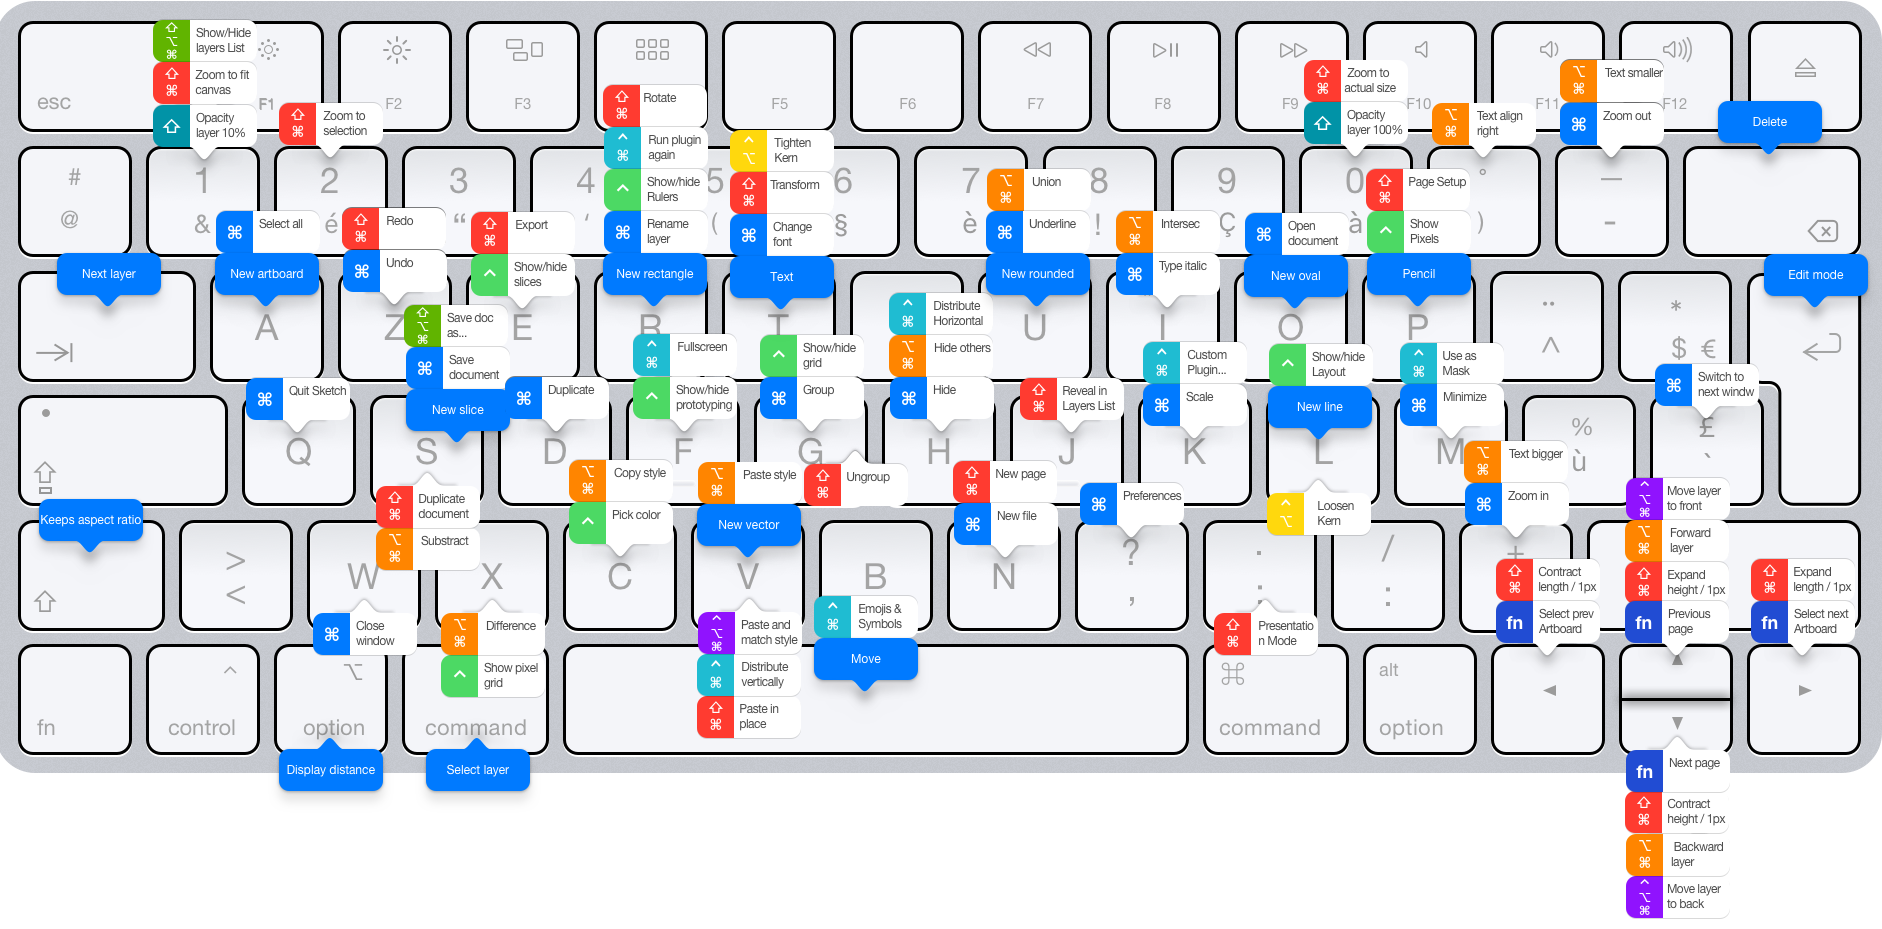 Show/Hide
layers List
Zoom to fit
canvas
Opacity
layer 10%
esc
F1
F2
F3
F5
F6
F7
F8
F9
F10
F11
F12
Zoom to
selection
Rotate
Run plugin
again
Show/hide
Rulers
Rename
layer
New rectangle
Tighten
Kern
Transform
Change
font
Text
Zoom to
actual size
Opacity
layer 100%
Text align
right
Text smaller
Zoom out
Delete
#
@
1
&
2
é
3
“
4
‘
5
(
6
§
7
è
8
!
9
Ç
0
à
°
)
—
-
Select all
New artboard
Next layer
Redo
Undo
Export
Show/hide
slices
Union
Underline
New rounded
Intersec
Type italic
Open
document
New oval
Page Setup
Show
Pixels
Pencil
Edit mode
A
Z
E
R
T
U
I
O
P
¨
^
*
$ €
Save doc
as...
Save
document
New slice
Quit Sketch
Duplicate
Fullscreen
Show/hide
prototyping
Show/hide
grid
Group
Distribute
Horizontal
Hide others
Hide
Reveal in
Layers List
Custom
Plugin...
Scale
Show/hide
Layout
New line
Use as
Mask
Minimize
Switch to
next windw
Q
S
D
F
G
H
J
K
L
M
%
ù
£
`
Keeps aspect ratio
Duplicate
document
Substract
Copy style
Pick color
Paste style
New vector
Ungroup
New page
New file
Preferences
Loosen
Kern
Text bigger
Zoom in
Move layer
to front
Forward
layer
Expand
height / 1px
fn
Previous
page
>
<
W
X
C
V
B
N
?
,
.
;
/
:
+
Contract
length / 1px
fn
Select prev
Artboard
Expand
length / 1px
fn
Select next
Artboard
Close
window
Difference
Show pixel
grid
Paste and
match style
Distribute
vertically
Paste in
place
Emojis &
Symbols
Move
Presentatio
n Mode
fn
control
option
command
command
alt
option
Display distance
Select layer
fn
Next page
Contract
height / 1px
Backward
layer
Move layer
to back